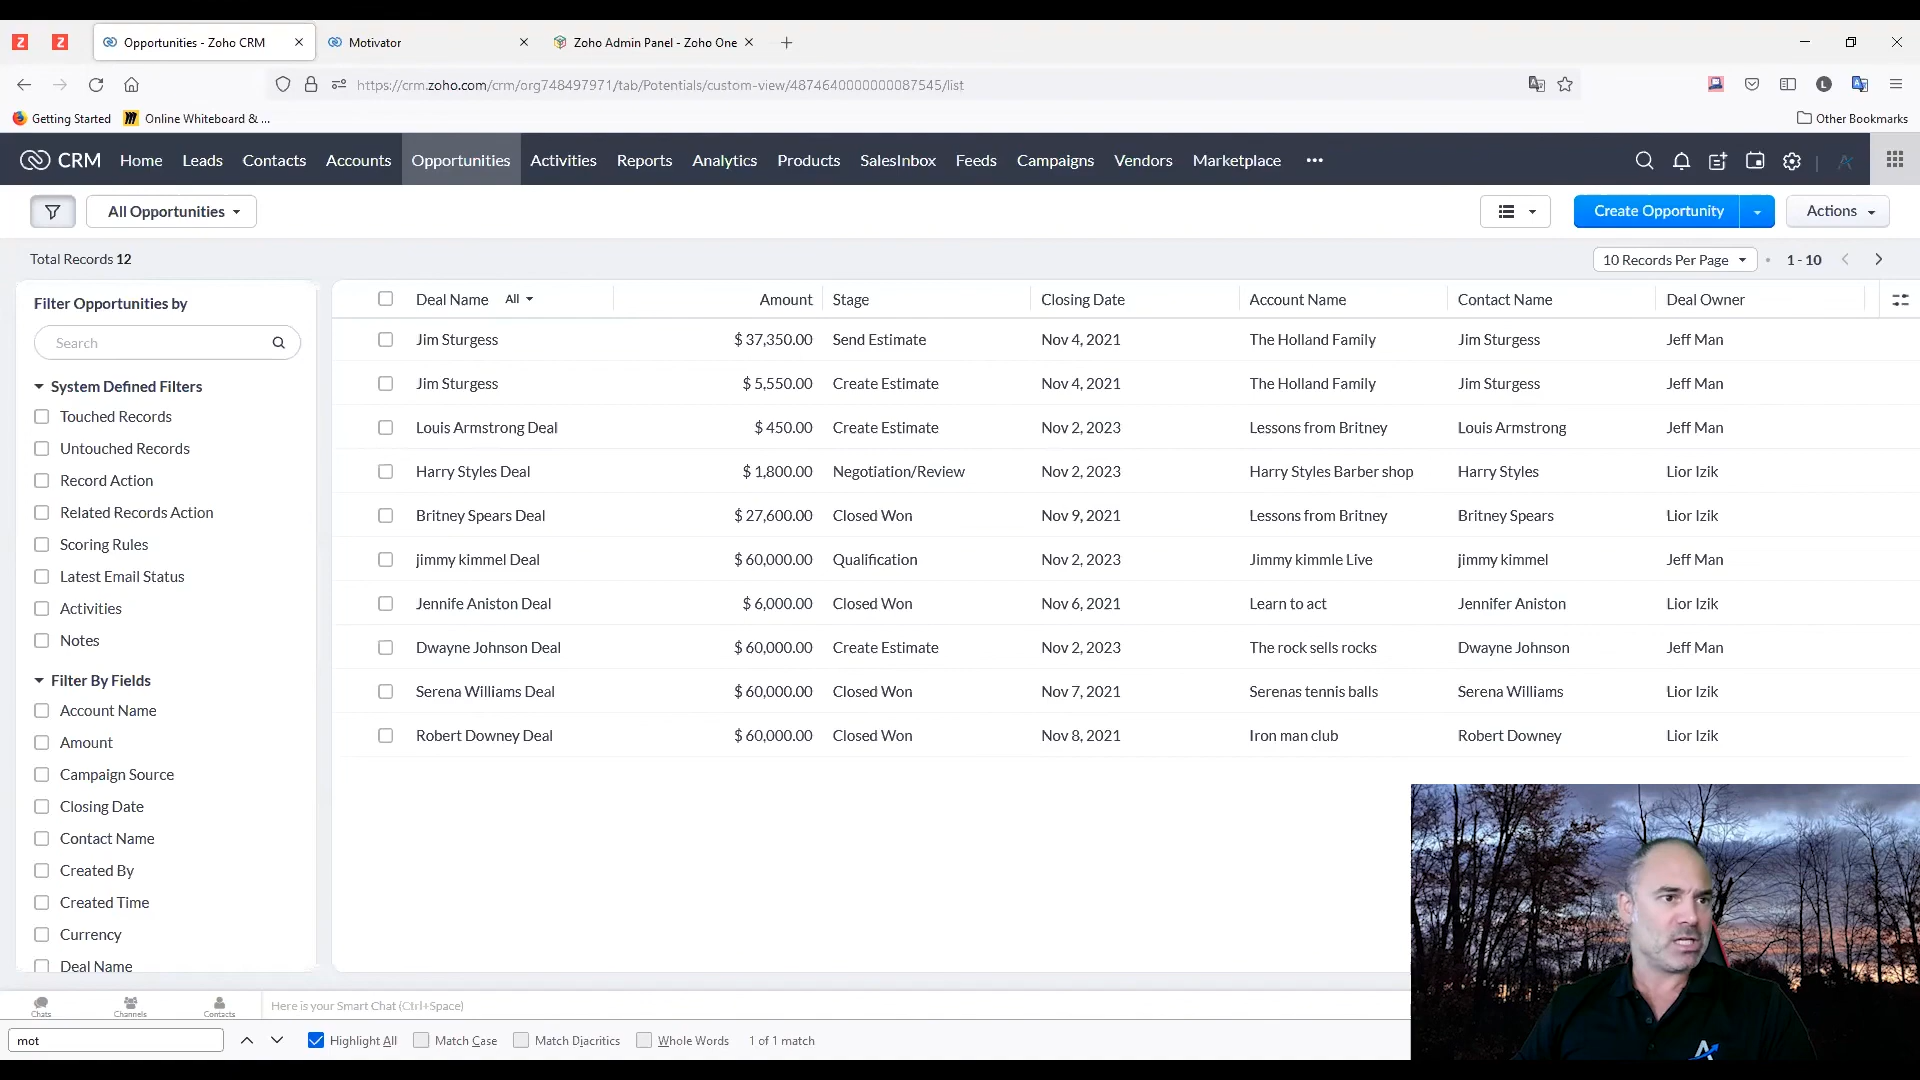 Opportunities - Zoho CRM
Motivator
Zoho Admin Panel - Zoho One
https://crm.zoho.com/crm/org748497971/tab/Potentials/custom-view/4874640000000087545/list
Getting Started
Online Whiteboard & ...
Other Bookmarks
CRM Home Leads Contacts Accounts Opportunities Activities Reports Analytics Products SalesInbox Feeds Campaigns Vendors Marketplace •••
All Opportunities
Create Opportunity
Actions
Total Records 12
10 Records Per Page • 1 - 10
Filter Opportunities by
Search
System Defined Filters
Touched Records
Untouched Records
Record Action
Related Records Action
Scoring Rules
Latest Email Status
Activities
Notes
Filter By Fields
Account Name
Amount
Campaign Source
Closing Date
Contact Name
Created By
Created Time
Currency
Deal Name
Deal Name All Amount Stage Closing Date Account Name Contact Name Deal Owner
Jim Sturgess $ 37,350.00 Send Estimate Nov 4, 2021 The Holland Family Jim Sturgess Jeff Man
Jim Sturgess $ 5,550.00 Create Estimate Nov 4, 2021 The Holland Family Jim Sturgess Jeff Man
Louis Armstrong Deal $ 450.00 Create Estimate Nov 2, 2023 Lessons from Britney Louis Armstrong Jeff Man
Harry Styles Deal $ 1,800.00 Negotiation/Review Nov 2, 2023 Harry Styles Barber shop Harry Styles Lior Izik
Britney Spears Deal $ 27,600.00 Closed Won Nov 9, 2021 Lessons from Britney Britney Spears Lior Izik
jimmy kimmel Deal $ 60,000.00 Qualification Nov 2, 2023 Jimmy kimmle Live jimmy kimmel Jeff Man
Jennife Aniston Deal $ 6,000.00 Closed Won Nov 6, 2021 Learn to act Jennifer Aniston Lior Izik
Dwayne Johnson Deal $ 60,000.00 Create Estimate Nov 2, 2023 The rock sells rocks Dwayne Johnson Jeff Man
Serena Williams Deal $ 60,000.00 Closed Won Nov 7, 2021 Serenas tennis balls Serena Williams Lior Izik
Robert Downey Deal $ 60,000.00 Closed Won Nov 8, 2021 Iron man club Robert Downey Lior Izik
Chats Channels Contacts Here is your Smart Chat (Ctrl+Space)
mot Highlight All Match Case Match Diacritics Whole Words 1 of 1 match